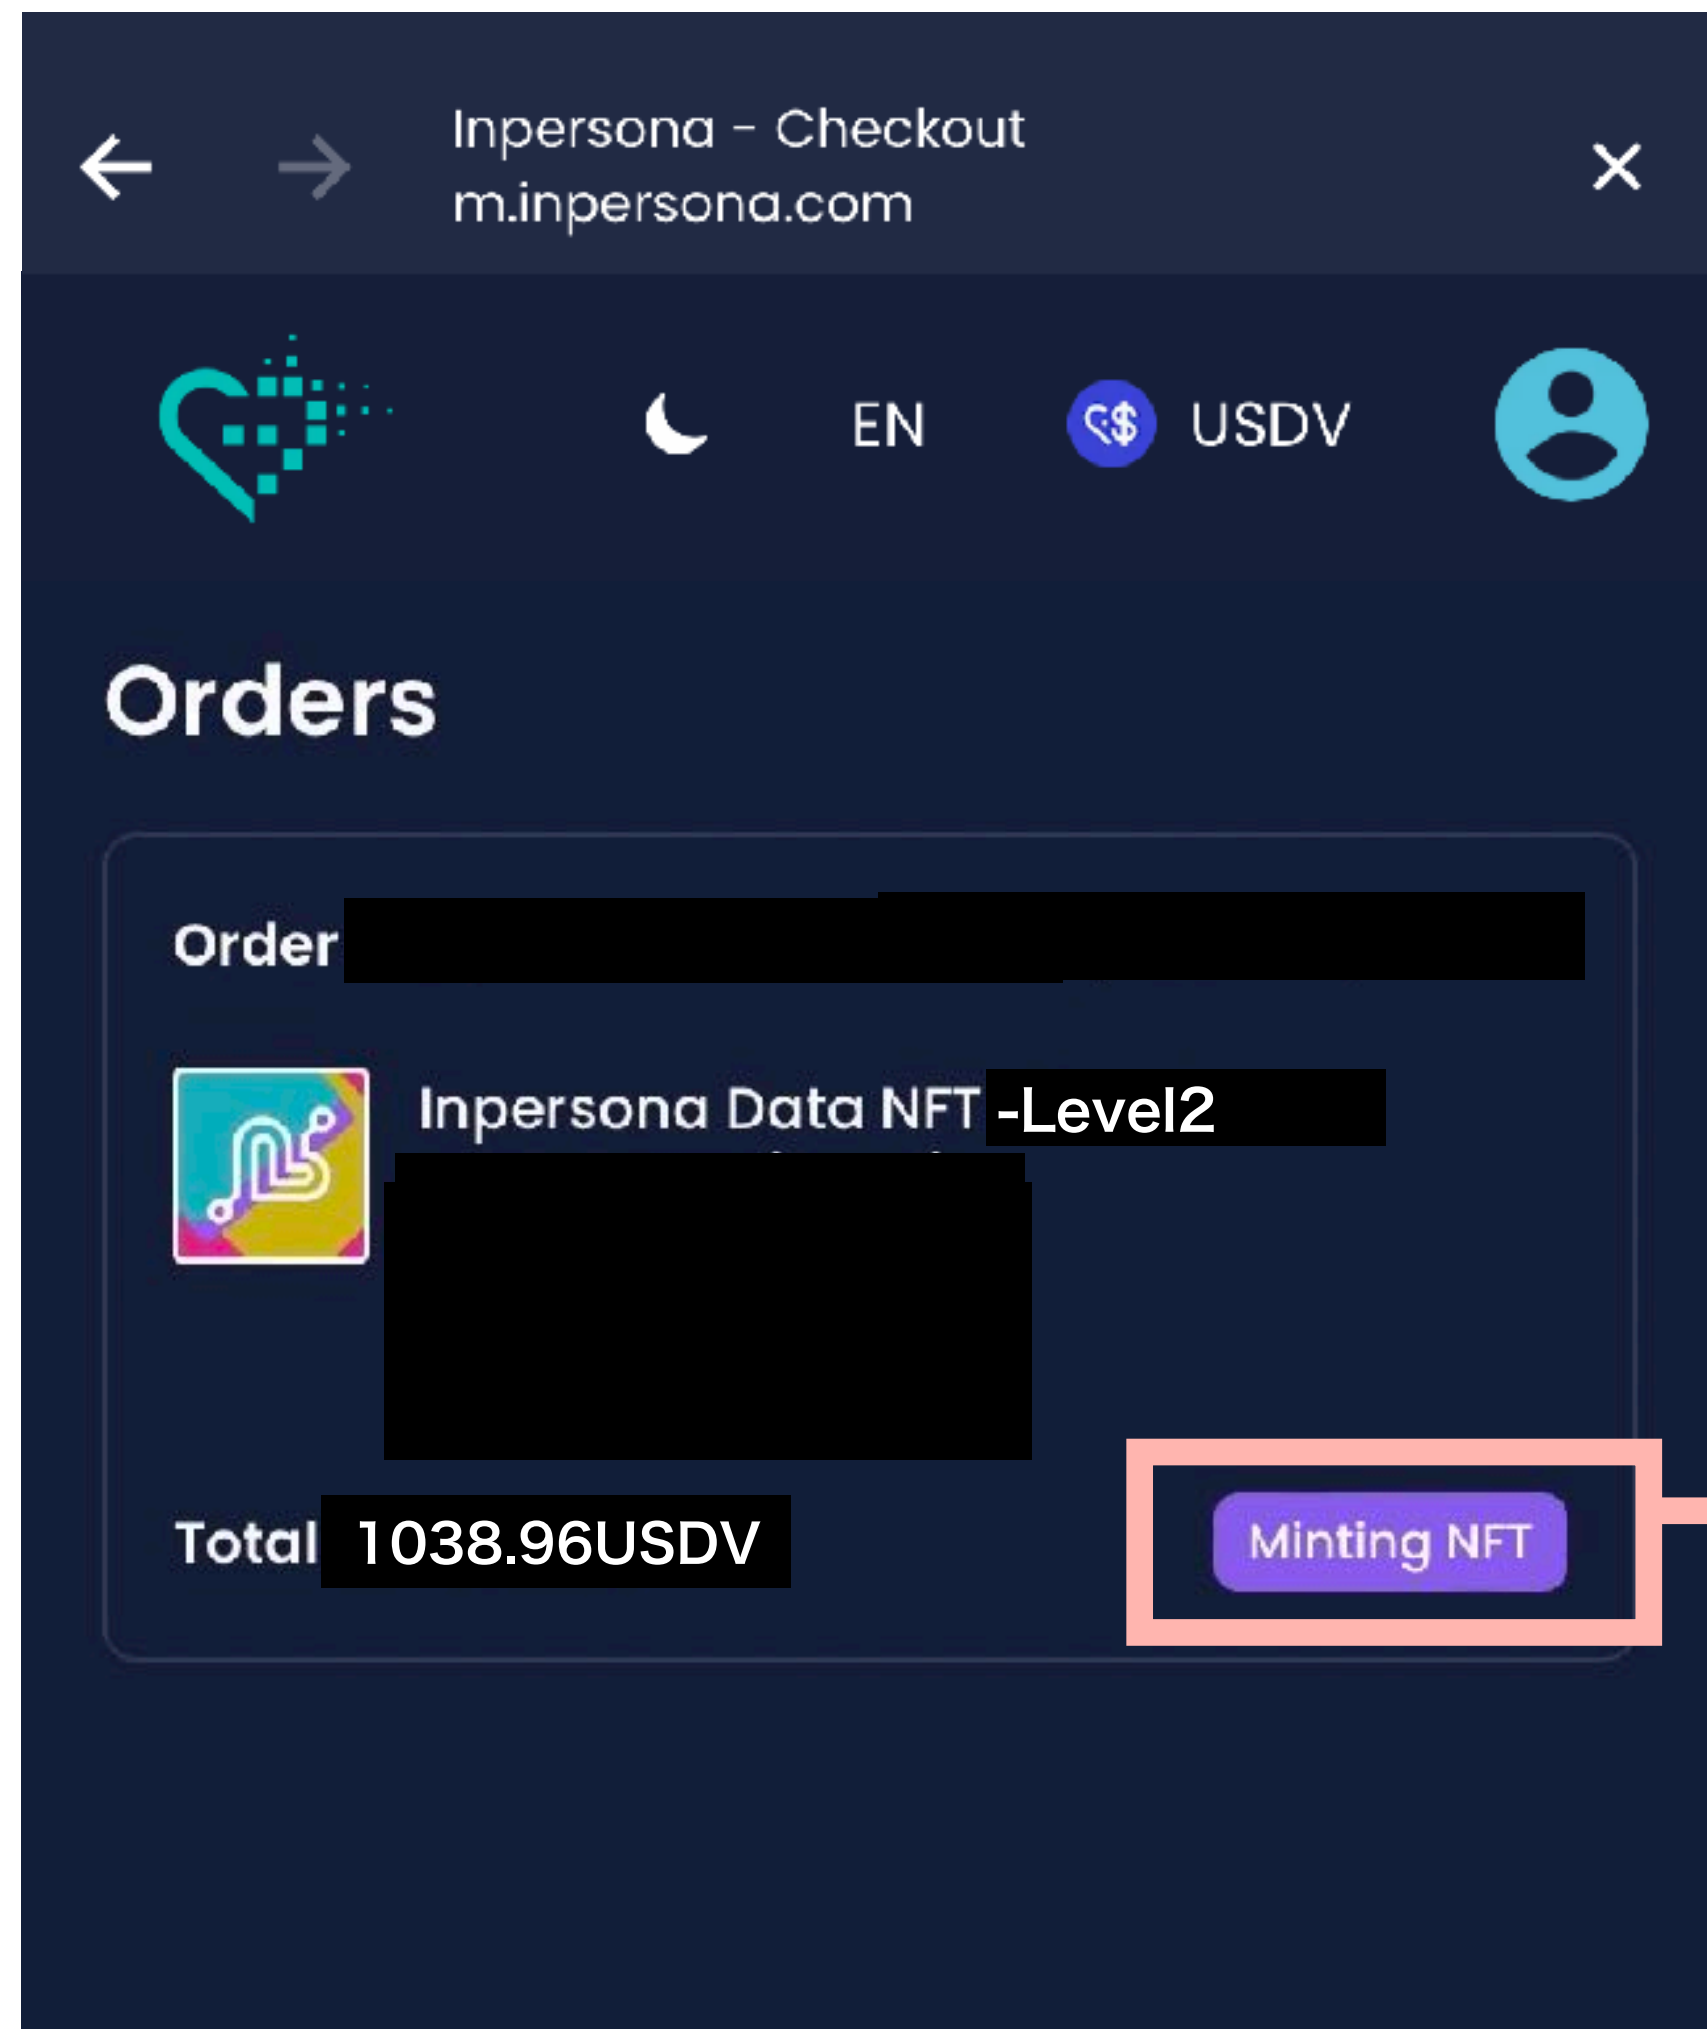 Inpersona - Checkout
m.inpersona.com
EN
USDV
Orders
Order
Inpersona Data NFT -Level2
Total 1038.96USDV
Minting NFT